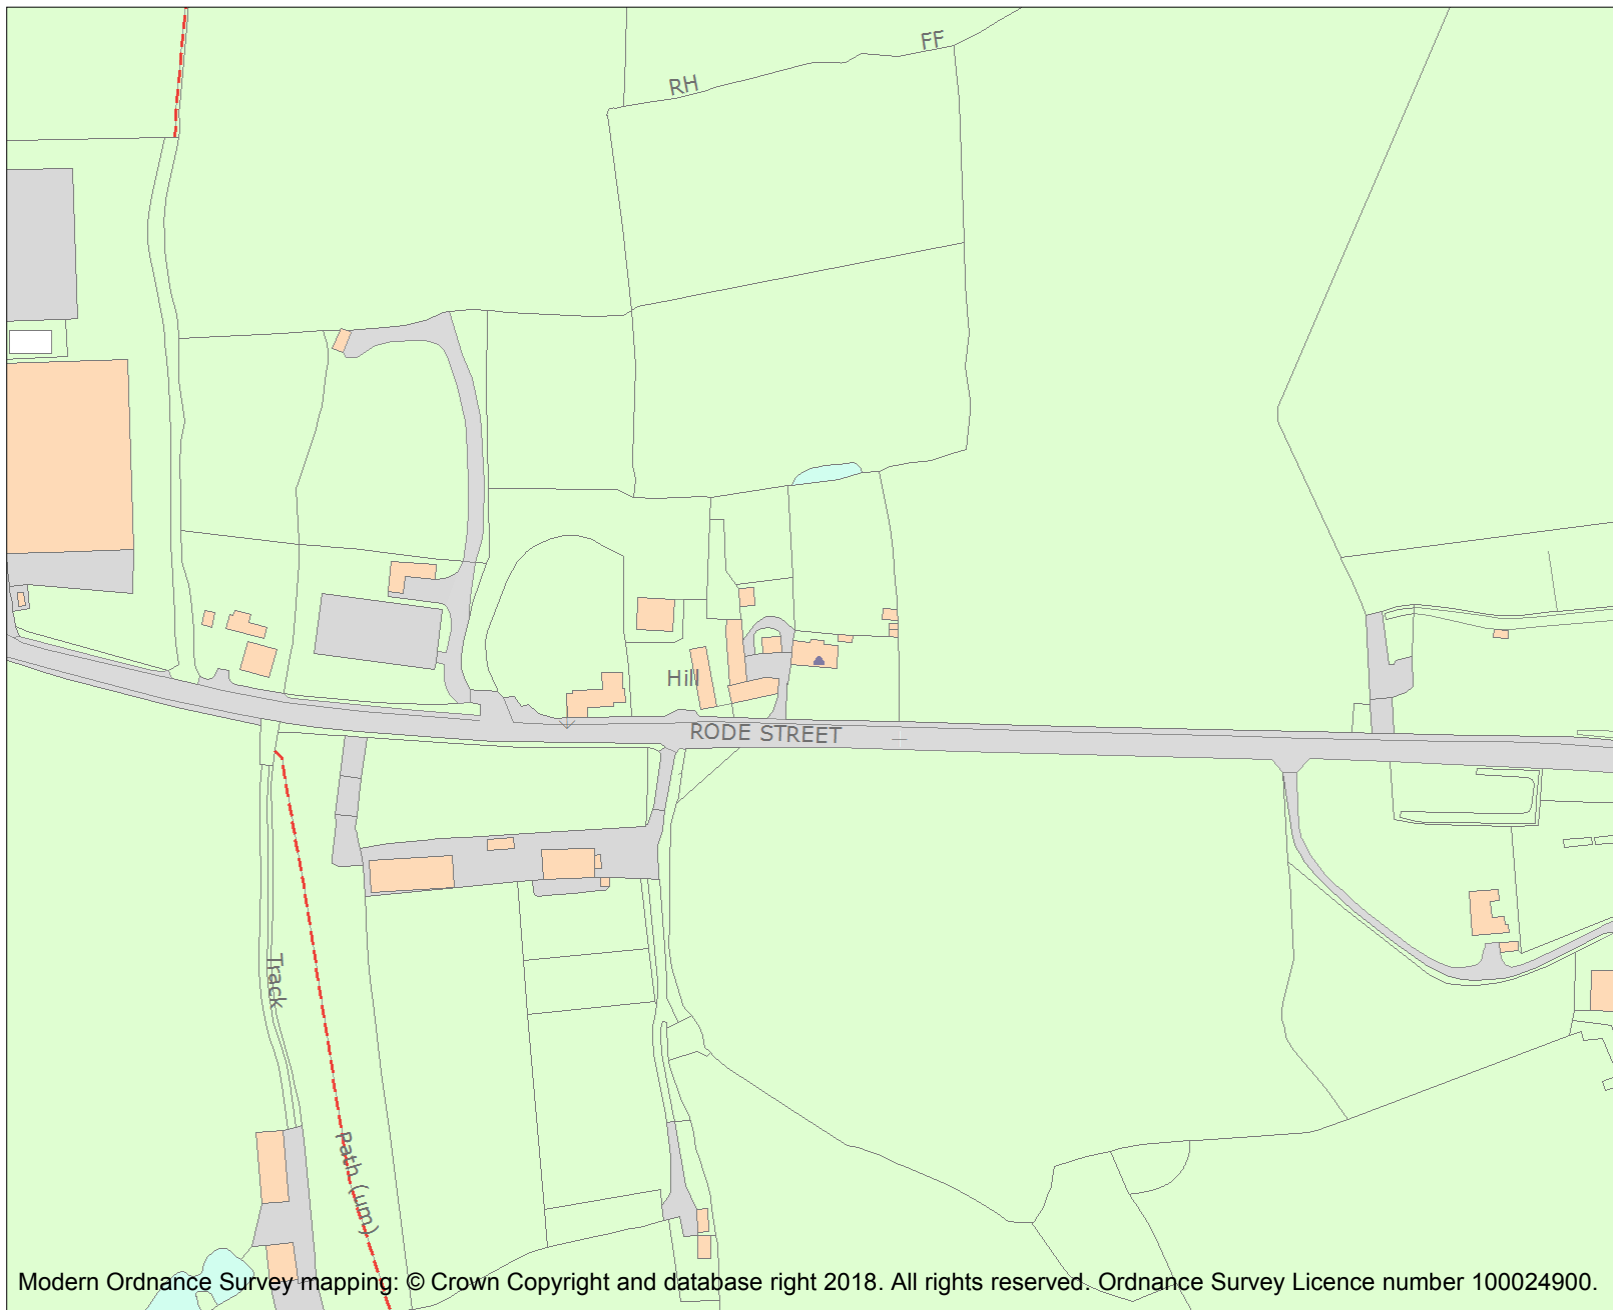 FF
RH
Hill
RODE STREET
Track
Path (um)
Modern Ordnance Survey mapping: © Crown Copyright and database right 2018. All rights reserved. Ordnance Survey Licence number 100024900.